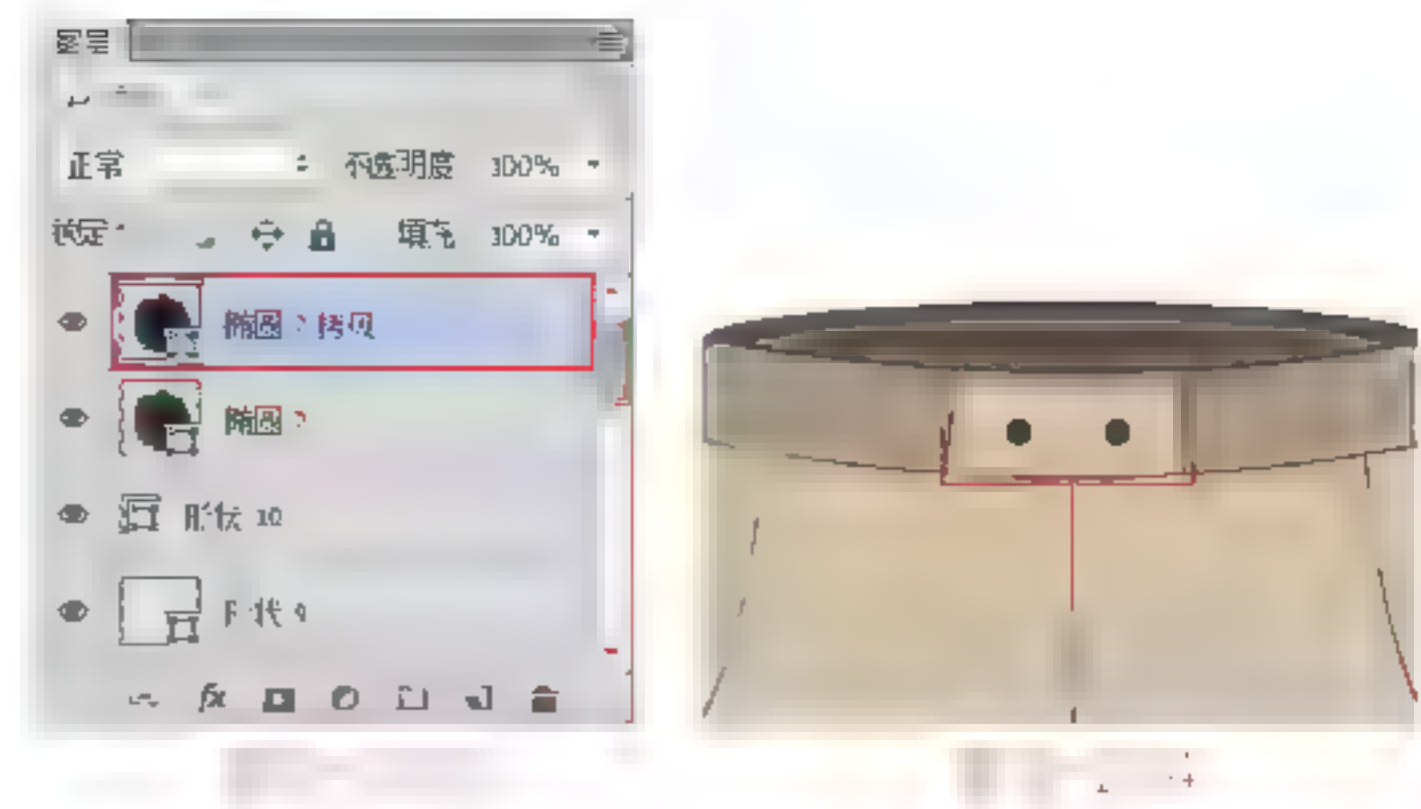 图层
正常 不透明度 100%
锁定 填充 100%
椭圆 2 拷贝
椭圆 2
形状 10
形状 9
fx